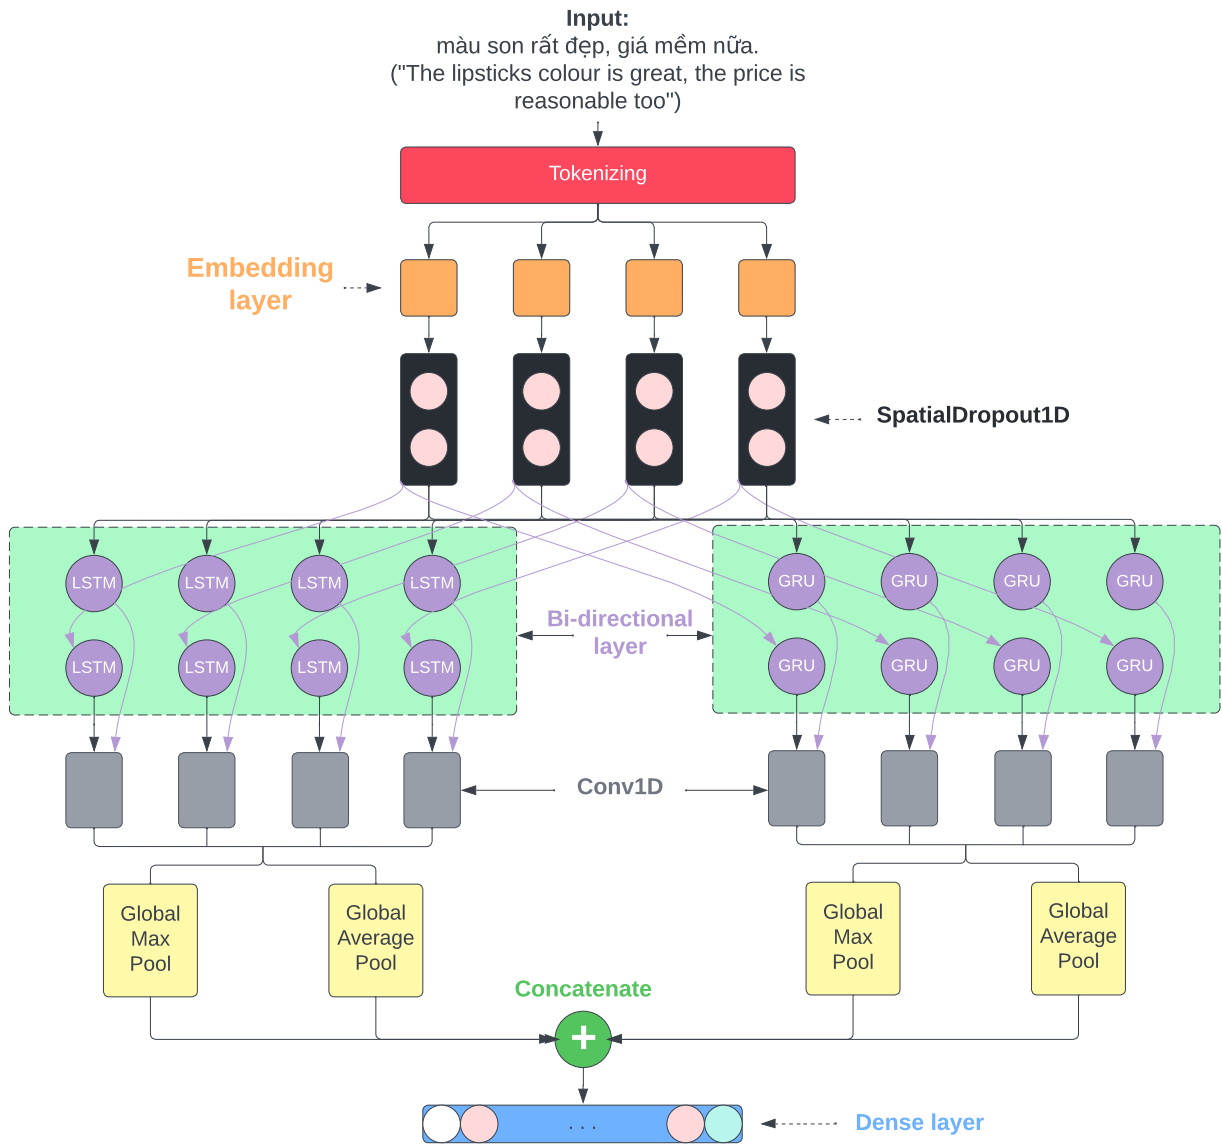 Input:
màu son rất đẹp, giá mềm nữa.
("The lipsticks colour is great, the price is
reasonable too")
Tokenizing
Embedding
layer
SpatialDropout1D
LSTM LSTM LSTM LSTM
GRU GRU GRU GRU
Bi-directional
layer
LSTM LSTM LSTM LSTM
GRU GRU GRU GRU
Conv1D
Global
Max
Pool
Global
Average
Pool
Global
Max
Pool
Global
Average
Pool
Concatenate
+
. . .
Dense layer